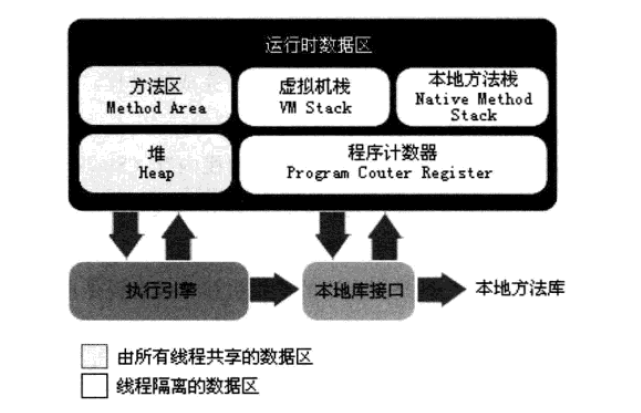 运行时数据区
方法区
Method Area
虚拟机栈
VM Stack
本地方法栈
Native Method
Stack
堆
Heap
程序计数器
Program Couter Register
执行引擎
本地库接口
本地方法库
由所有线程共享的数据区
线程隔离的数据区